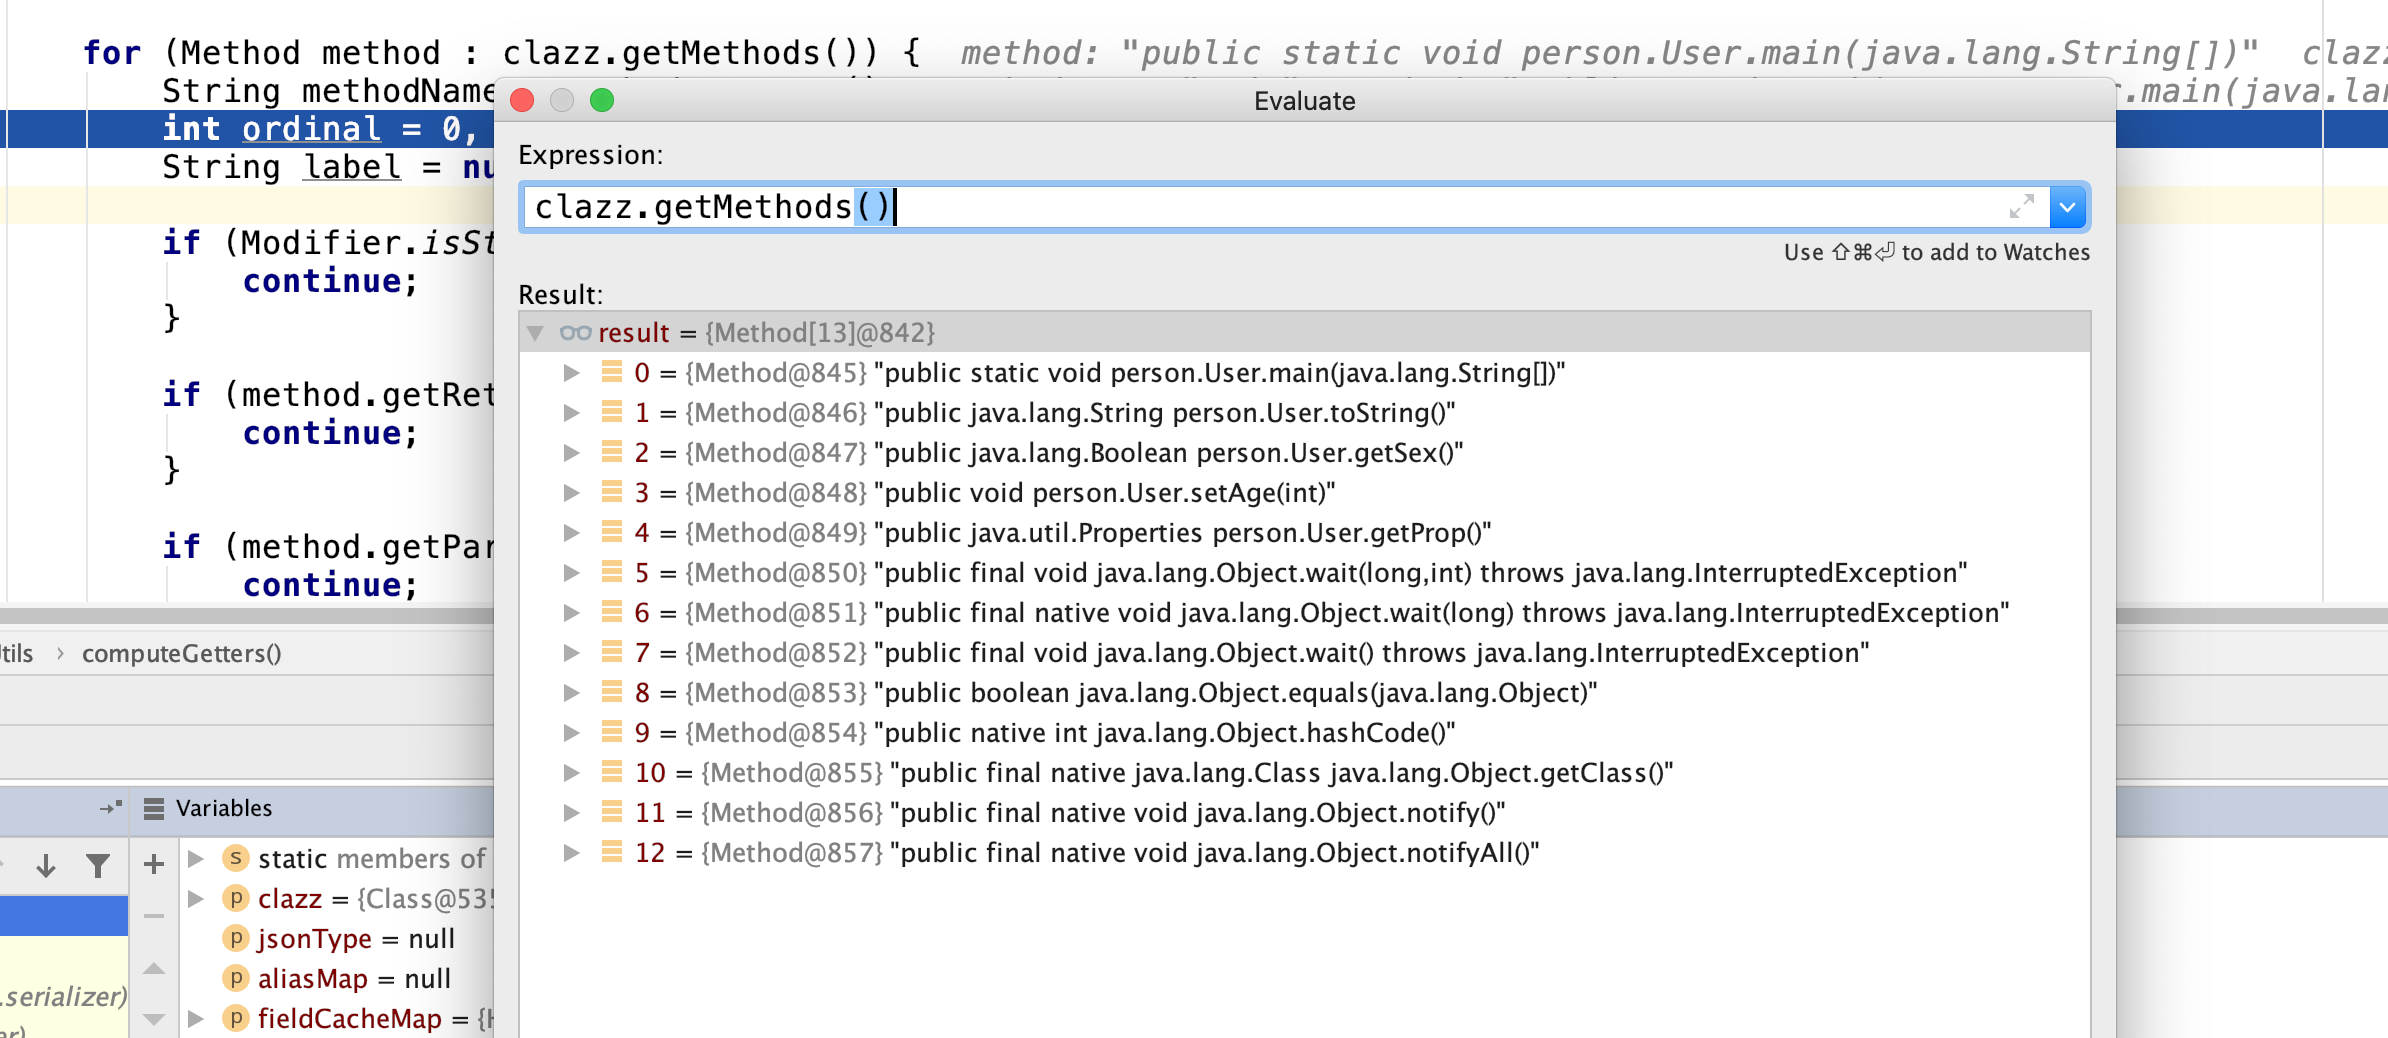 for (Method method : clazz.getMethods()) {  method: "public static void person.User.main(java.lang.String[])"  clazz
String methodName
r.main(java.lan
int ordinal = 0,
String label = nu
if (Modifier.isSt
continue;
}
if (method.getRet
continue;
}
if (method.getPar
continue;
Evaluate
Expression:
clazz.getMethods()
Use ⇧⌘⏎ to add to Watches
Result:
result = {Method[13]@842}
0 = {Method@845} "public static void person.User.main(java.lang.String[])"
1 = {Method@846} "public java.lang.String person.User.toString()"
2 = {Method@847} "public java.lang.Boolean person.User.getSex()"
3 = {Method@848} "public void person.User.setAge(int)"
4 = {Method@849} "public java.util.Properties person.User.getProp()"
5 = {Method@850} "public final void java.lang.Object.wait(long,int) throws java.lang.InterruptedException"
6 = {Method@851} "public final native void java.lang.Object.wait(long) throws java.lang.InterruptedException"
7 = {Method@852} "public final void java.lang.Object.wait() throws java.lang.InterruptedException"
8 = {Method@853} "public boolean java.lang.Object.equals(java.lang.Object)"
9 = {Method@854} "public native int java.lang.Object.hashCode()"
10 = {Method@855} "public final native java.lang.Class java.lang.Object.getClass()"
11 = {Method@856} "public final native void java.lang.Object.notify()"
12 = {Method@857} "public final native void java.lang.Object.notifyAll()"
tils › computeGetters()
Variables
s static members of
p clazz = {Class@535
p jsonType = null
p aliasMap = null
.serializer)
p fieldCacheMap = {H
er)